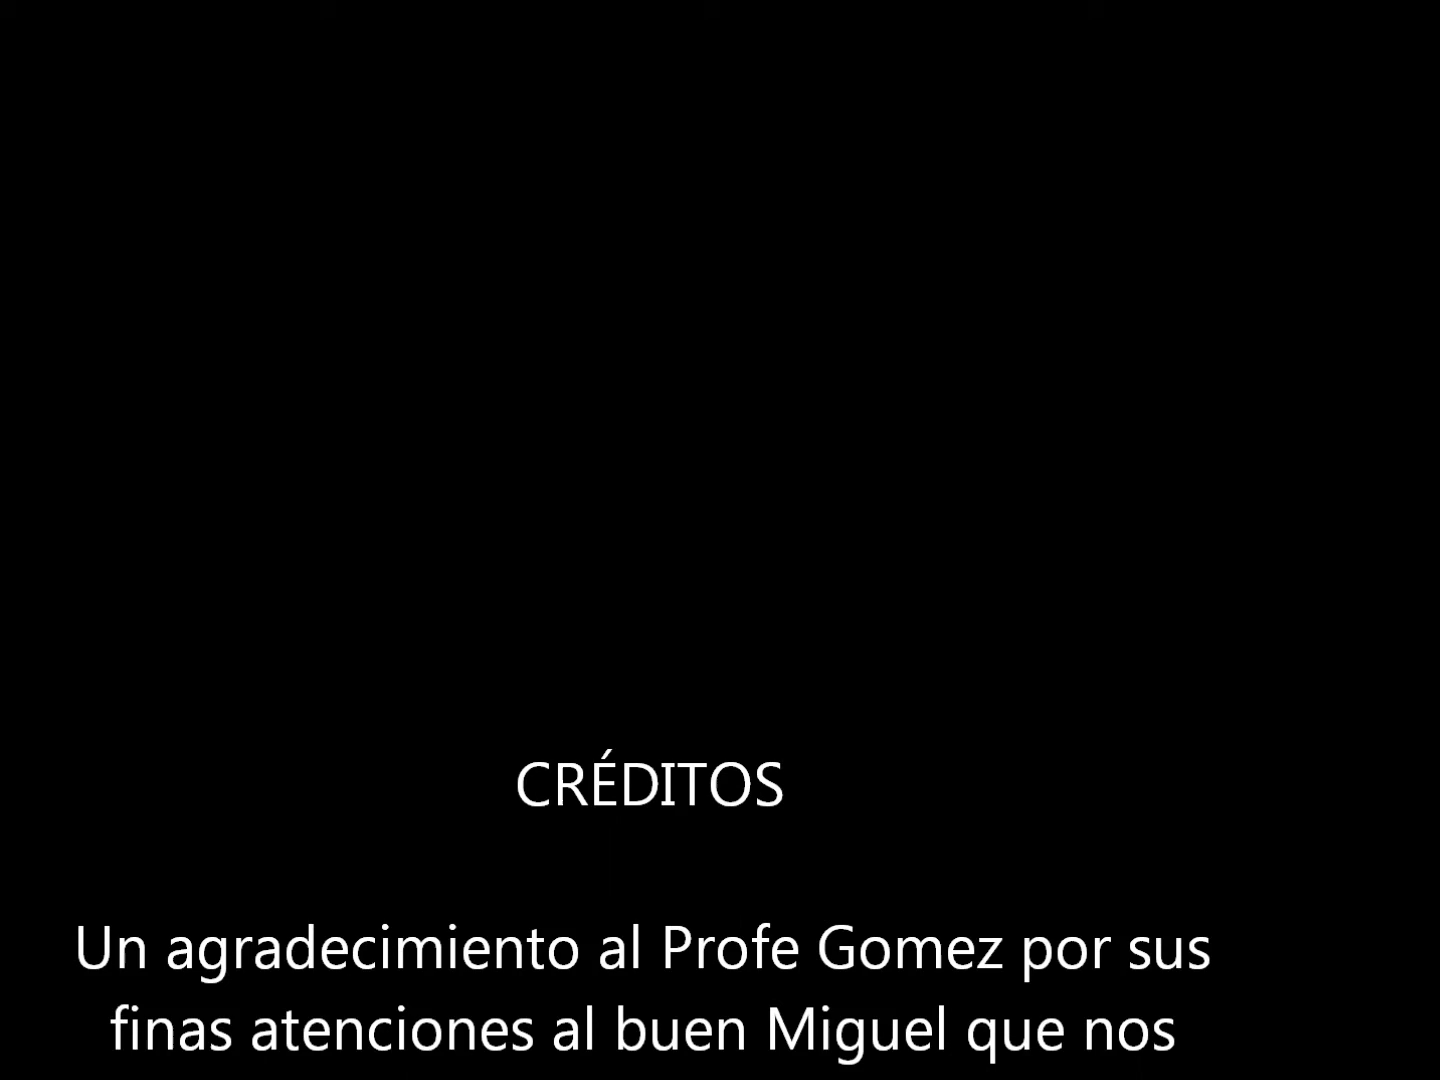 CRÉDITOS
Un agradecimiento al Profe Gomez por sus
finas atenciones al buen Miguel que nos